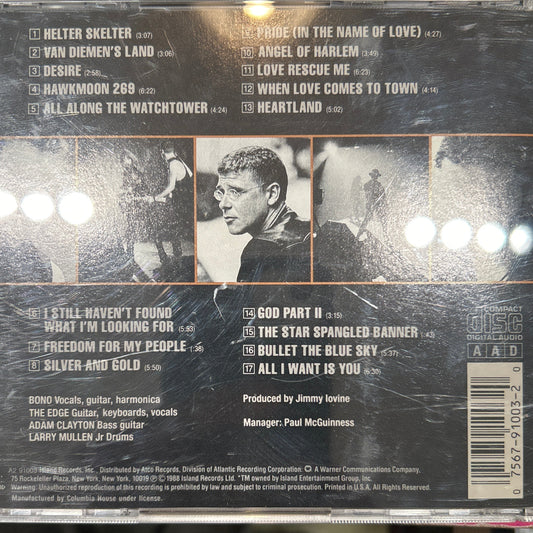 1 HELTER SKELTER (3:07)
2 VAN DIEMEN'S LAND (3:06)
3 DESIRE (2:58)
4 HAWKMOON 269 (6:22)
5 ALL ALONG THE WATCHTOWER (4:24)
9 PRIDE (IN THE NAME OF LOVE) (4:27)
10 ANGEL OF HARLEM (3:49)
11 LOVE RESCUE ME (6:23)
12 WHEN LOVE COMES TO TOWN (4:14)
13 HEARTLAND (5:02)
6 I STILL HAVEN'T FOUND
WHAT I'M LOOKING FOR (5:53)
7 FREEDOM FOR MY PEOPLE (:38)
8 SILVER AND GOLD (5:50)
14 GOD PART II (3:15)
15 THE STAR SPANGLED BANNER (:43)
16 BULLET THE BLUE SKY (5:37)
17 ALL I WANT IS YOU (6:30)
COMPACT
DISC
DIGITAL AUDIO
AAD
BONO Vocals, guitar, harmonica
THE EDGE Guitar, keyboards, vocals
ADAM CLAYTON Bass guitar
LARRY MULLEN Jr Drums
Produced by Jimmy Iovine
Manager: Paul McGuinness
0 7567-91003-2 0
A2 91003 Island Records, Inc. Distributed by Atco Records, Division of Atlantic Recording Corporation: A Warner Communications Company.
75 Rockefeller Plaza, New York, New York, 10019 Ⓟ © 1988 Island Records Ltd. *TM owned by Island Entertainment Group, Inc.
Warning: Unauthorized reproduction of this recording is prohibited by law and subject to criminal prosecution. Printed in U.S.A. All Rights Reserved.
Manufactured by Columbia House under license.